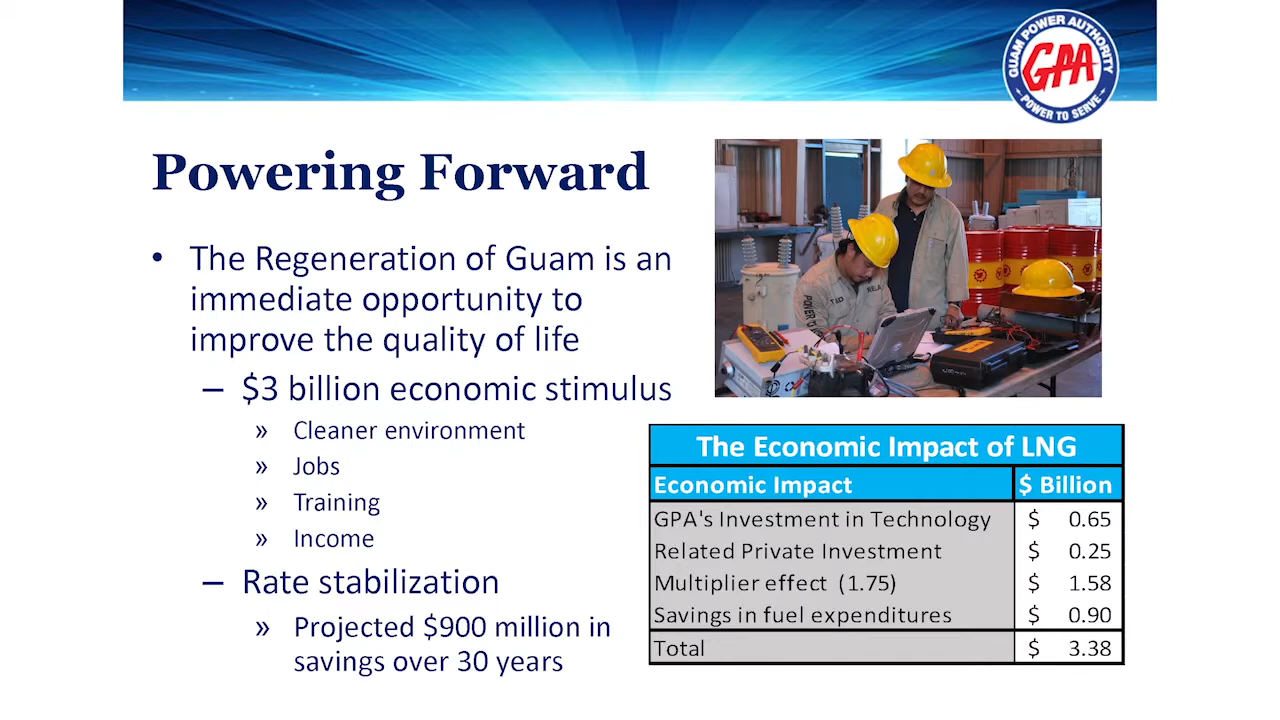 GUAM POWER AUTHORITY
GPA
POWER TO SERVE
Powering Forward
• The Regeneration of Guam is an
immediate opportunity to
improve the quality of life
– $3 billion economic stimulus
» Cleaner environment
» Jobs
» Training
» Income
– Rate stabilization
» Projected $900 million in
savings over 30 years
The Economic Impact of LNG
Economic Impact $ Billion
GPA's Investment in Technology $ 0.65
Related Private Investment $ 0.25
Multiplier effect (1.75) $ 1.58
Savings in fuel expenditures $ 0.90
Total $ 3.38